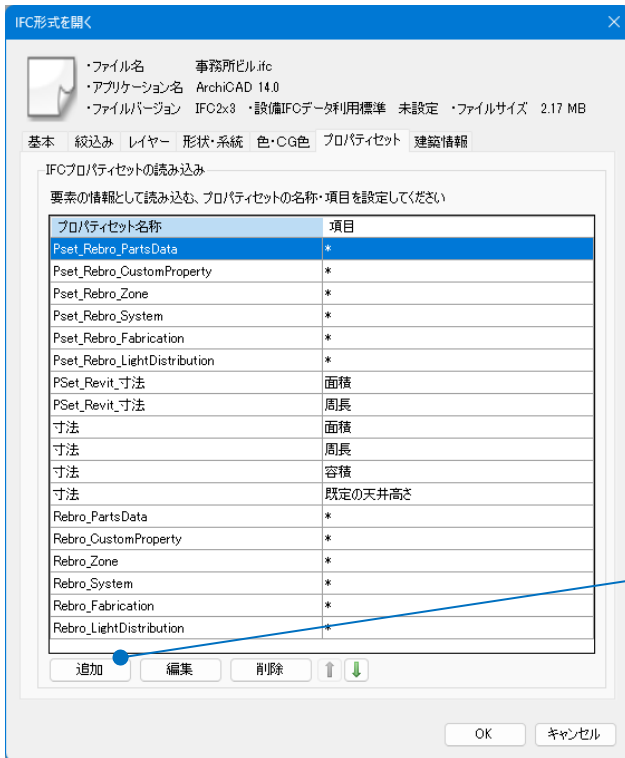 IFC形式を開く
・ファイル名 事務所ビル.ifc
・アプリケーション名 ArchiCAD 14.0
・ファイルバージョン IFC2x3 ・設備IFCデータ利用標準 未設定 ・ファイルサイズ 2.17 MB
基本 絞込み レイヤー 形状・系統 色・CG色 プロパティセット 建築情報
IFCプロパティセットの読み込み
要素の情報として読み込む、プロパティセットの名称・項目を設定してください
プロパティセット名称 項目
Pset_Rebro_PartsData *
Pset_Rebro_CustomProperty *
Pset_Rebro_Zone *
Pset_Rebro_System *
Pset_Rebro_Fabrication *
Pset_Rebro_LightDistribution *
PSet_Revit_寸法 面積
PSet_Revit_寸法 周長
寸法 面積
寸法 周長
寸法 容積
寸法 既定の天井高さ
Rebro_PartsData *
Rebro_CustomProperty *
Rebro_Zone *
Rebro_System *
Rebro_Fabrication *
Rebro_LightDistribution *
追加 編集 削除
OK キャンセル